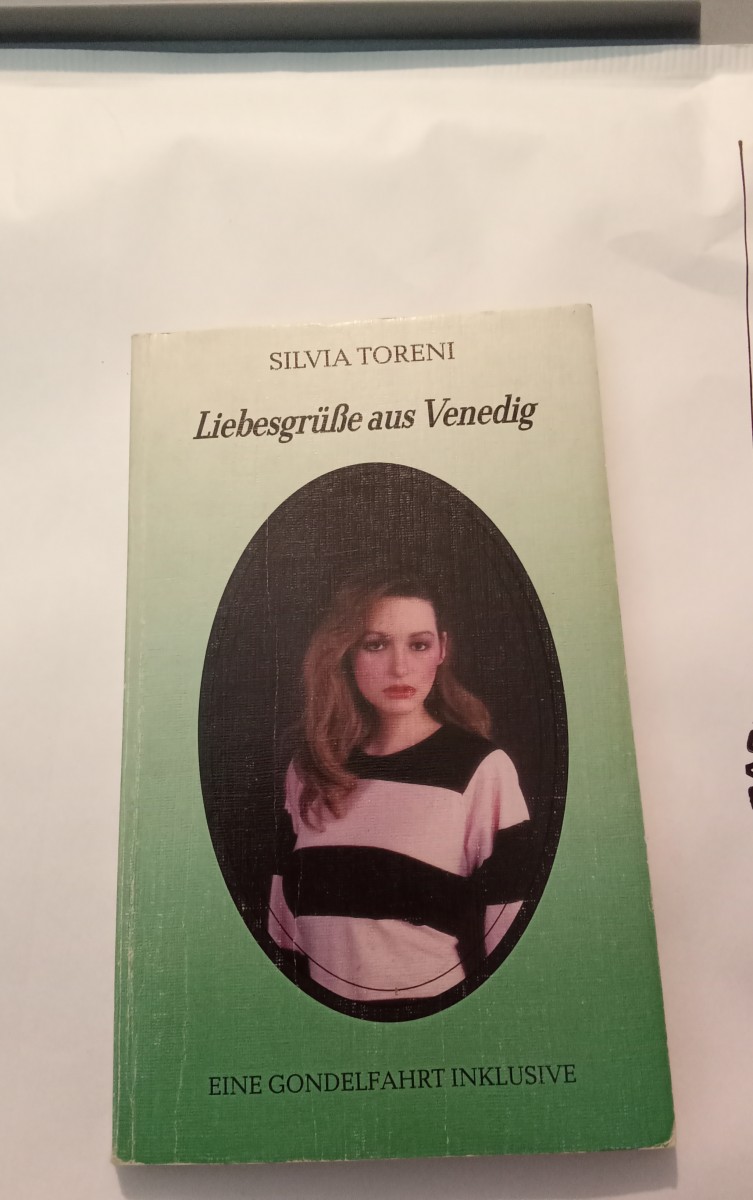 SILVIA TORENI
Liebesgrüße aus Venedig
EINE GONDELFAHRT INKLUSIVE